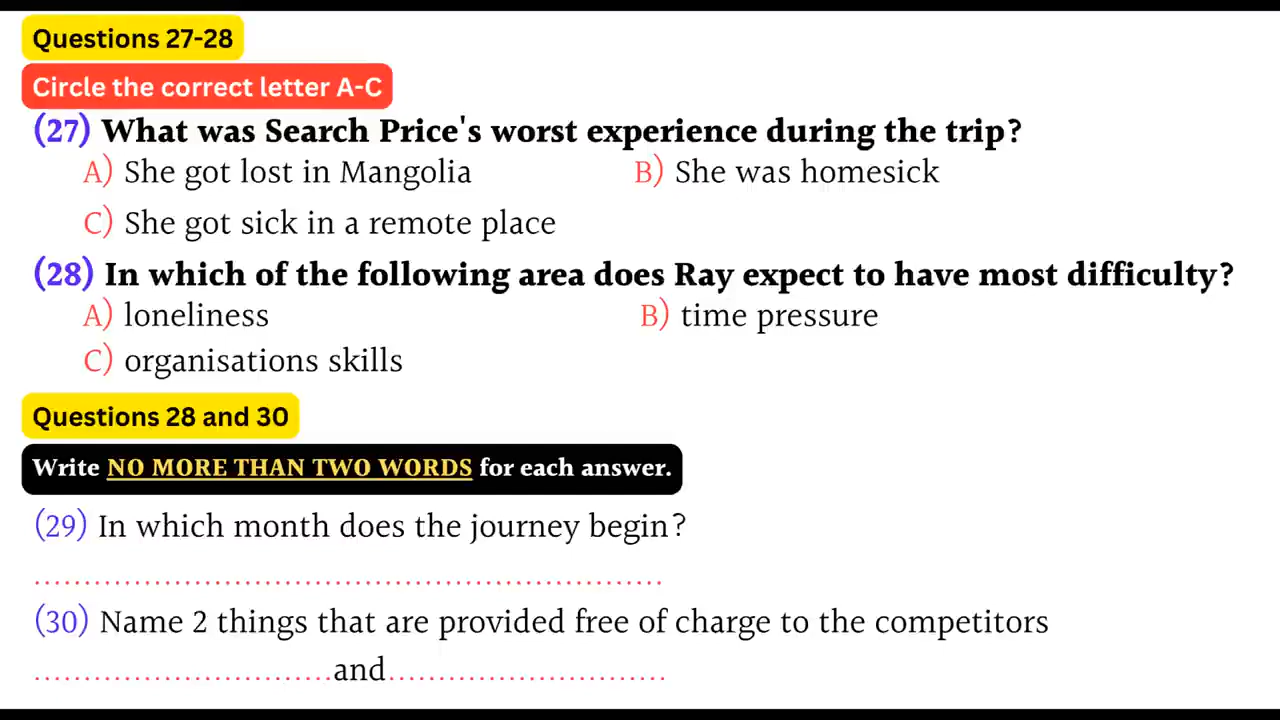 Questions 27-28
Circle the correct letter A-C
(27) What was Search Price's worst experience during the trip?
A) She got lost in Mangolia B) She was homesick
C) She got sick in a remote place
(28) In which of the following area does Ray expect to have most difficulty?
A) loneliness B) time pressure
C) organisations skills
Questions 28 and 30
Write NO MORE THAN TWO WORDS for each answer.
(29) In which month does the journey begin?
...............................................................
(30) Name 2 things that are provided free of charge to the competitors
..............................and............................